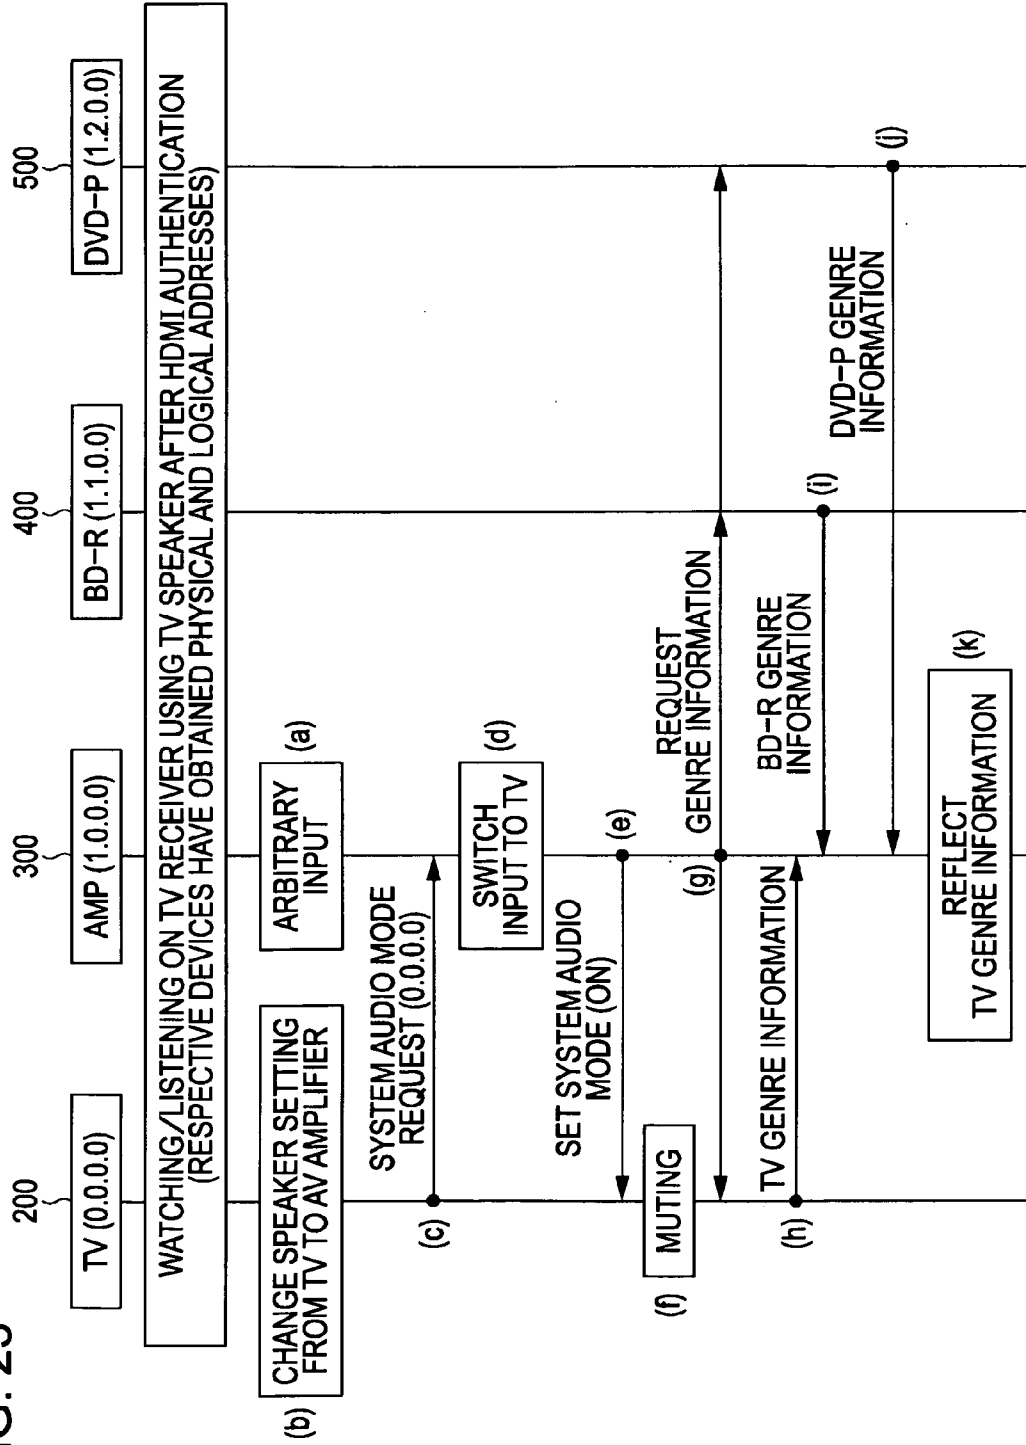 FIG. 25
200
300
400
500
TV (0.0.0.0)
AMP (1.0.0.0)
BD-R (1.1.0.0)
DVD-P (1.2.0.0)
WATCHING/LISTENING ON TV RECEIVER USING TV SPEAKER AFTER HDMI AUTHENTICATION
(RESPECTIVE DEVICES HAVE OBTAINED PHYSICAL AND LOGICAL ADDRESSES)
(b)
CHANGE SPEAKER SETTING
FROM TV TO AV AMPLIFIER
ARBITRARY
INPUT
(a)
SYSTEM AUDIO MODE
REQUEST (0.0.0.0)
(c)
SWITCH
INPUT TO TV
(d)
SET SYSTEM AUDIO
MODE (ON)
(e)
(f)
MUTING
REQUEST
GENRE INFORMATION
(g)
TV GENRE INFORMATION
(h)
BD-R GENRE
INFORMATION
(i)
DVD-P GENRE
INFORMATION
(j)
REFLECT
TV GENRE INFORMATION
(k)